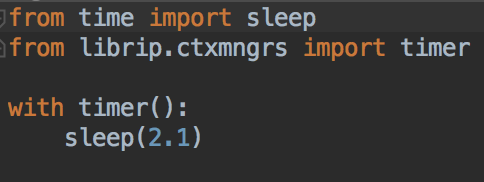 from time import sleep
from librip.ctxmngrs import timer
with timer():
    sleep(2.1)